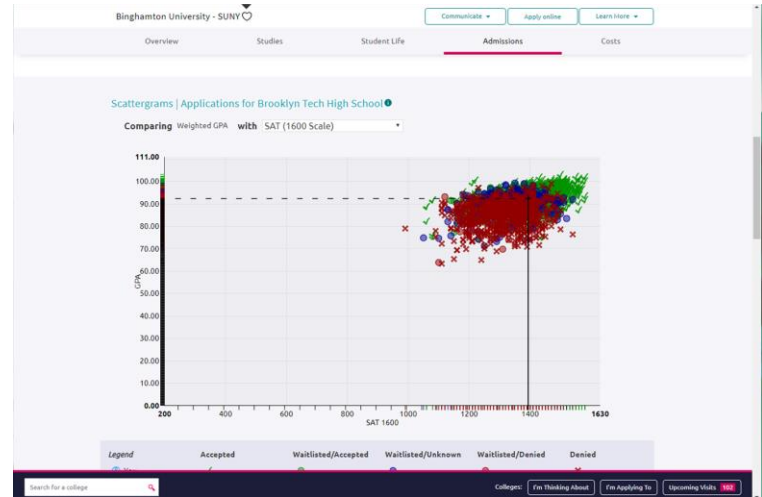 Binghamton University - SUNY
Communicate
Apply online
Learn More
Overview
Studies
Student Life
Admissions
Costs
Scattergrams | Applications for Brooklyn Tech High School
Comparing Weighted GPA with SAT (1600 Scale)
111.00
100.00
90.00
80.00
70.00
60.00
GPA
50.00
40.00
30.00
20.00
10.00
0.00
200 400 600 800 1000 1200 1400 1630
SAT 1600
Legend Accepted Waitlisted/Accepted Waitlisted/Unknown Waitlisted/Denied Denied
Search for a college
Colleges: I'm Thinking About I'm Applying To Upcoming Visits 102